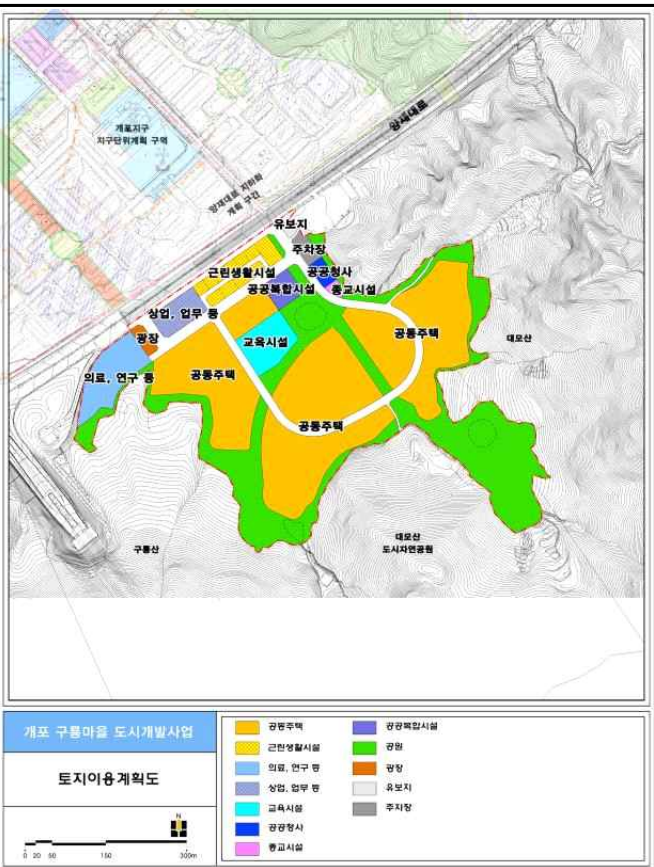 개포지구
지구단위계획 구역
양재대로
양재대로 지하화
계획 구간
유보지
주차장
근린생활시설
공공청사
공공복합시설
종교시설
상업, 업무 등
광장
교육시설
공동주택
대모산
의료, 연구 등
공동주택
공동주택
구룡산
대모산
도시자연공원
개포 구룡마을 도시개발사업
토지이용계획도
N
0 20 50 150 300m
공동주택
근린생활시설
의료, 연구 등
상업, 업무 등
교육시설
공공청사
종교시설
공공복합시설
공원
광장
유보지
주차장